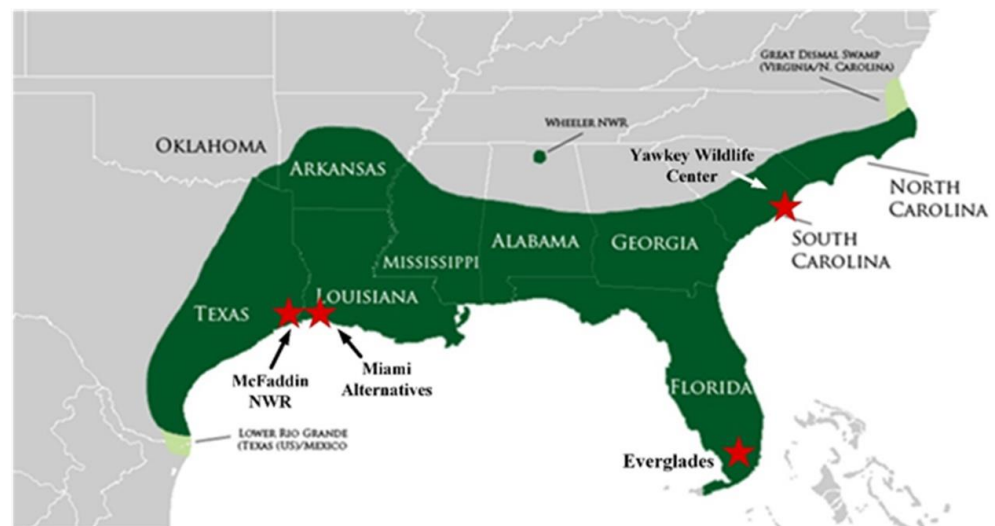 GREAT DISMAL SWAMP
(VIRGINIA/N. CAROLINA)
WHEELER NWR
OKLAHOMA
ARKANSAS
Yawkey Wildlife
Center
NORTH
CAROLINA
ALABAMA
GEORGIA
SOUTH
CAROLINA
MISSISSIPPI
LOUISIANA
TEXAS
McFaddin
NWR
Miami
Alternatives
FLORIDA
LOWER RIO GRANDE
(TEXAS (US)/MEXICO
Everglades